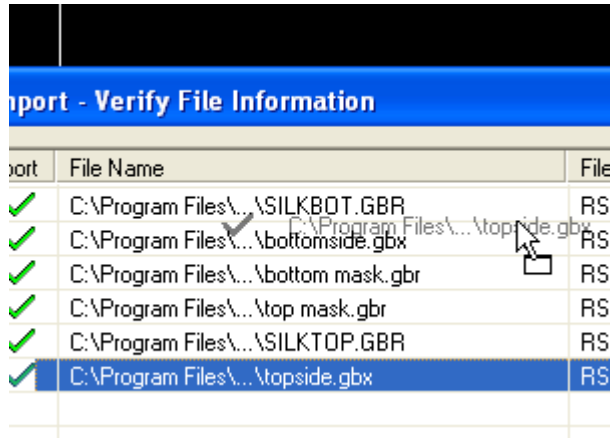 mport - Verify File Information
port File Name File
C:\Program Files\...\SILKBOT.GBR RS
C:\Program Files\...\topside.gbx
C:\Program Files\...\bottomside.gbx RS
C:\Program Files\...\bottom mask.gbr RS
C:\Program Files\...\top mask.gbr RS
C:\Program Files\...\SILKTOP.GBR RS
C:\Program Files\...\topside.gbx RS